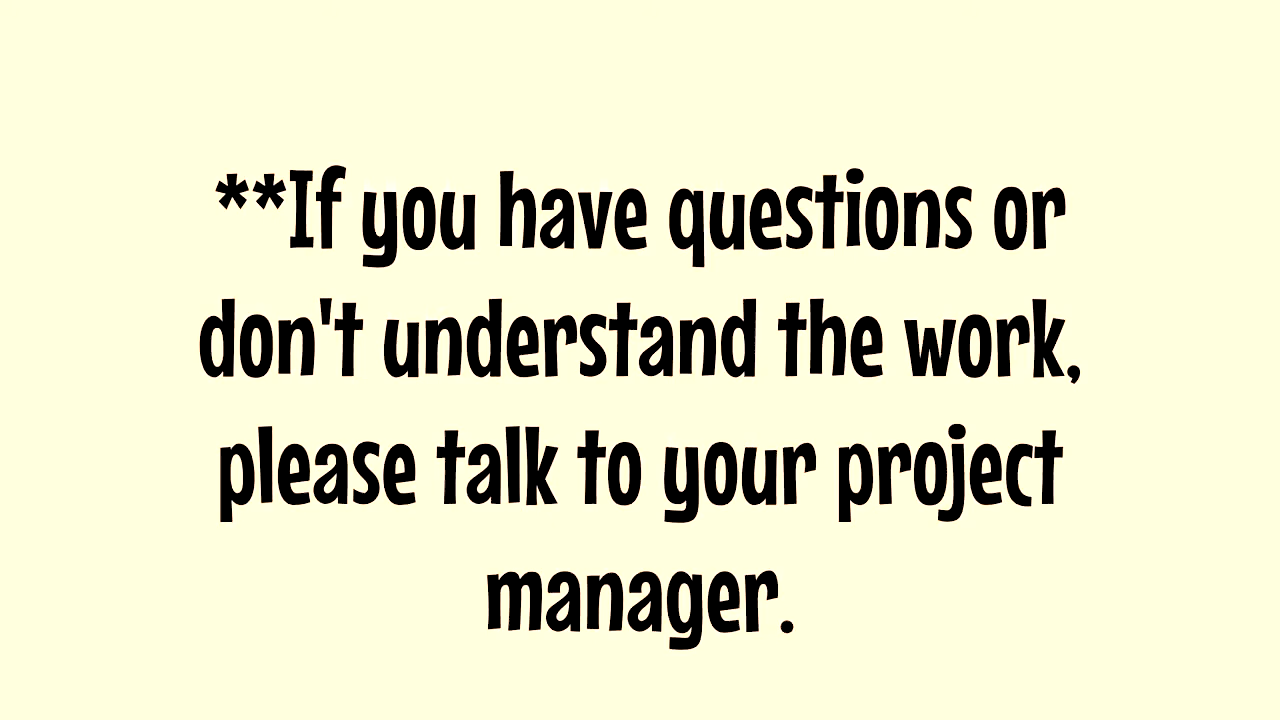 **If you have questions or
don't understand the work,
please talk to your project
manager.